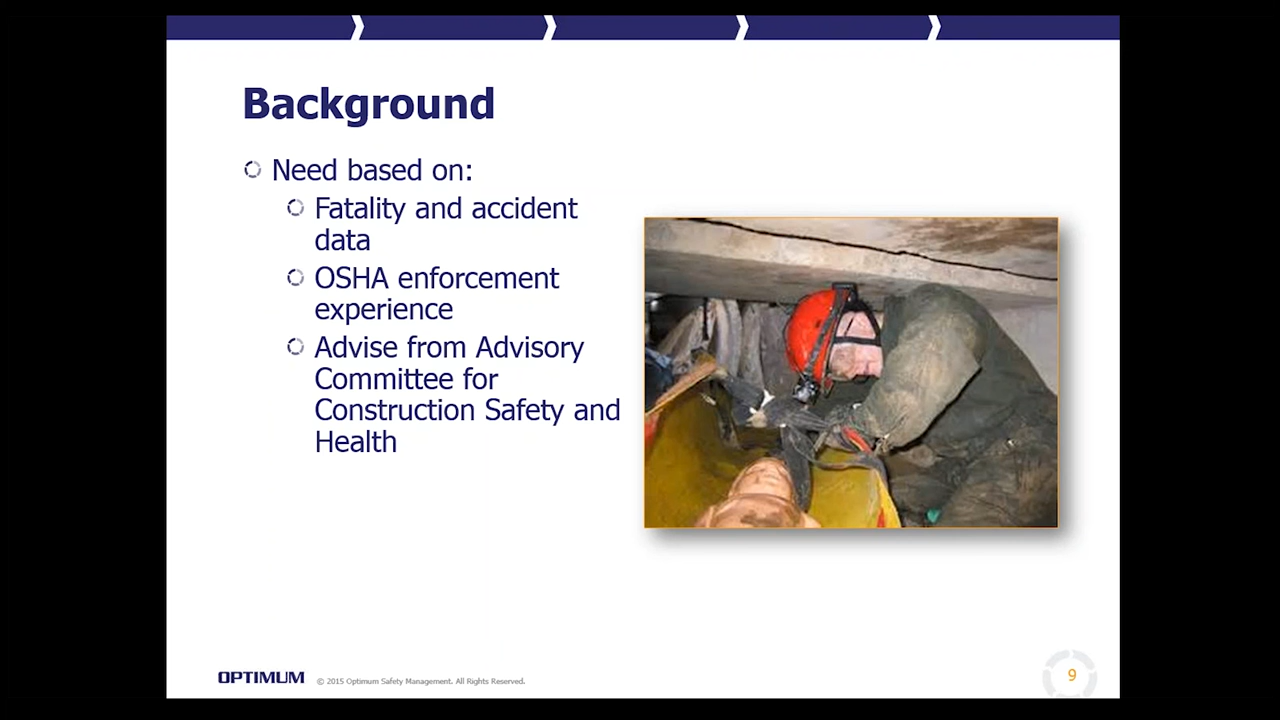 Background
Need based on:
Fatality and accident
data
OSHA enforcement
experience
Advise from Advisory
Committee for
Construction Safety and
Health
OPTIMUM © 2015 Optimum Safety Management. All Rights Reserved.
9